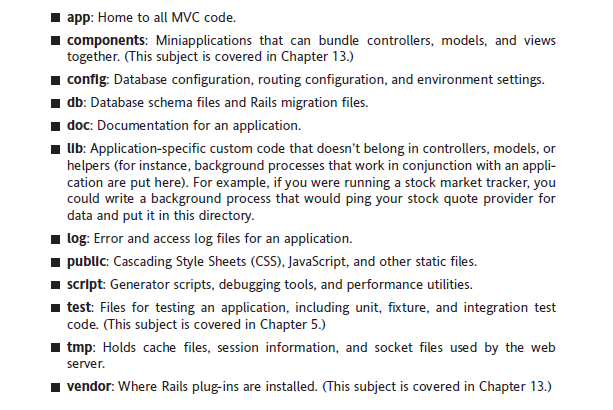 ■ app: Home to all MVC code.
■ components: Miniapplications that can bundle controllers, models, and views
together. (This subject is covered in Chapter 13.)
■ config: Database configuration, routing configuration, and environment settings.
■ db: Database schema files and Rails migration files.
■ doc: Documentation for an application.
■ lib: Application-specific custom code that doesn't belong in controllers, models, or
helpers (for instance, background processes that work in conjunction with an appli-
cation are put here). For example, if you were running a stock market tracker, you
could write a background process that would ping your stock quote provider for
data and put it in this directory.
■ log: Error and access log files for an application.
■ public: Cascading Style Sheets (CSS), JavaScript, and other static files.
■ script: Generator scripts, debugging tools, and performance utilities.
■ test: Files for testing an application, including unit, fixture, and integration test
code. (This subject is covered in Chapter 5.)
■ tmp: Holds cache files, session information, and socket files used by the web
server.
■ vendor: Where Rails plug-ins are installed. (This subject is covered in Chapter 13.)